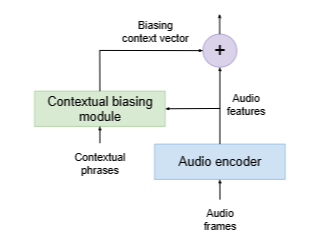 Biasing
context vector
+
Contextual biasing
module
Audio
features
Contextual
phrases
Audio encoder
Audio
frames